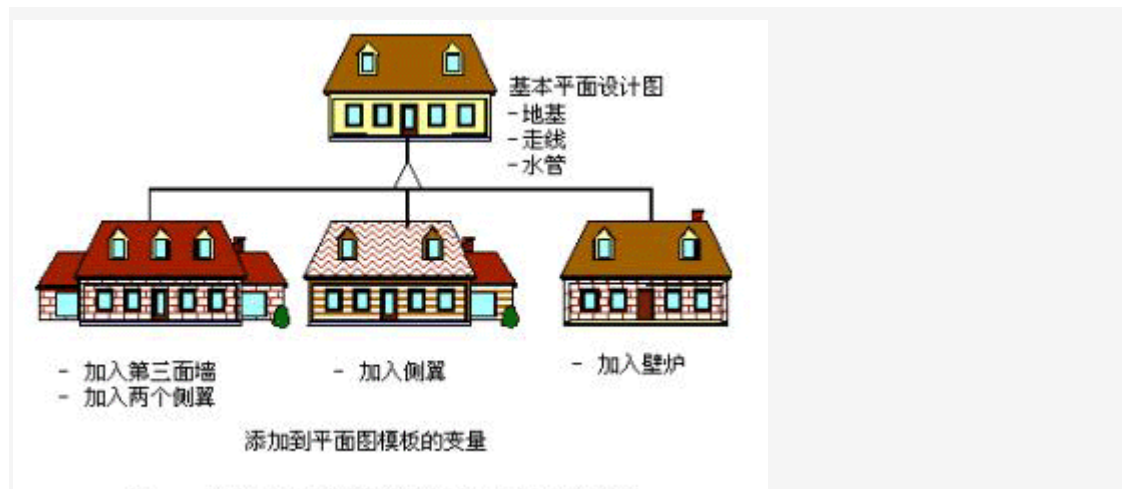 基本平面设计图
-地基
-走线
-水管
- 加入第三面墙
- 加入两个侧翼
- 加入侧翼
- 加入壁炉
添加到平面图模板的变量